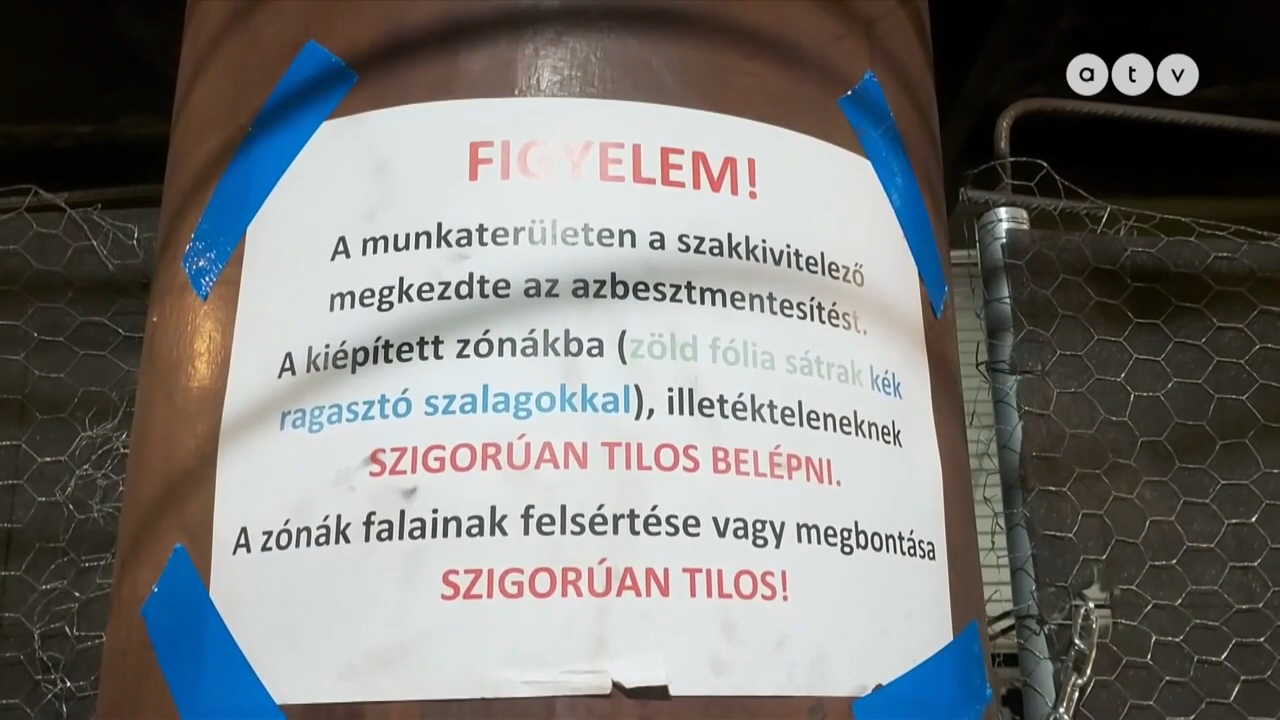 atv
FIGYELEM!
A munkaterületen a szakkivitelező
megkezdte az azbesztmentesítést.
A kiépített zónákba (zöld fólia sátrak kék
ragasztó szalagokkal), illetékteleneknek
SZIGORÚAN TILOS BELÉPNI.
A zónák falainak felsértése vagy megbontása
SZIGORÚAN TILOS!